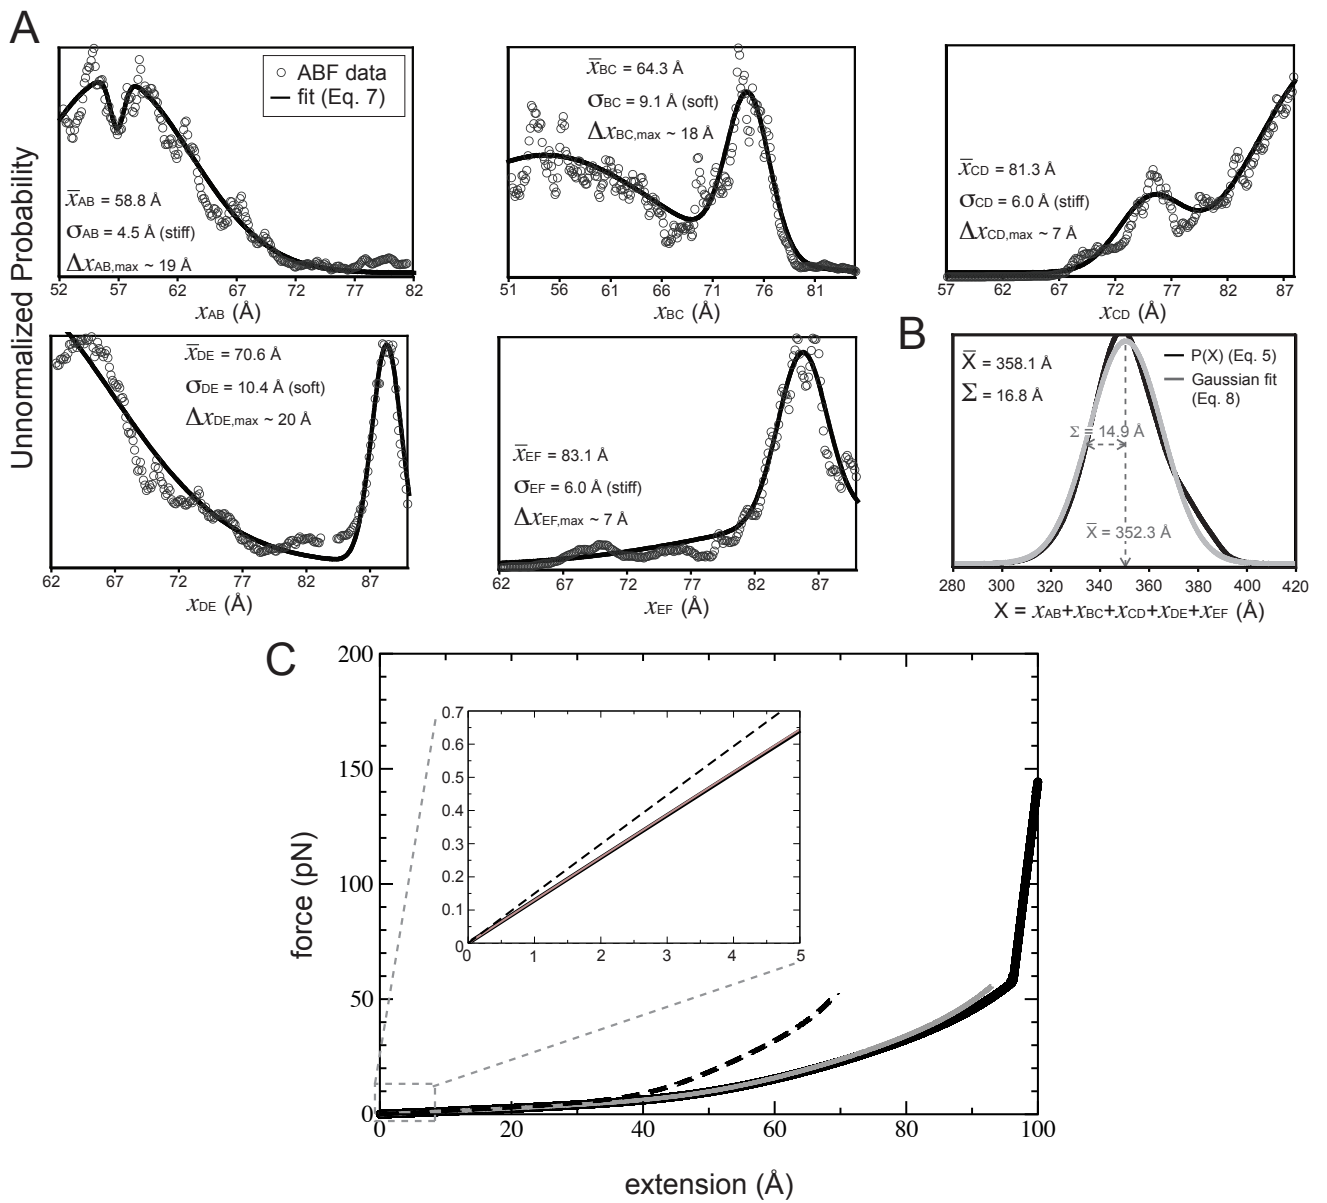 A
Unnormalized Probability
ABF data
fit (Eq. 7)
x̄AB = 58.8 Å
σAB = 4.5 Å (stiff)
ΔxAB,max ~ 19 Å
52 57 62 67 72 77 82
xAB (Å)
x̄BC = 64.3 Å
σBC = 9.1 Å (soft)
ΔxBC,max ~ 18 Å
51 56 61 66 71 76 81
xBC (Å)
x̄CD = 81.3 Å
σCD = 6.0 Å (stiff)
ΔxCD,max ~ 7 Å
57 62 67 72 77 82 87
xCD (Å)
x̄DE = 70.6 Å
σDE = 10.4 Å (soft)
ΔxDE,max ~ 20 Å
62 67 72 77 82 87
xDE (Å)
x̄EF = 83.1 Å
σEF = 6.0 Å (stiff)
ΔxEF,max ~ 7 Å
62 67 72 77 82 87
xEF (Å)
B
X̄ = 358.1 Å
Σ = 16.8 Å
P(X) (Eq. 5)
Gaussian fit
(Eq. 8)
Σ = 14.9 Å
X̄ = 352.3 Å
280 300 320 340 360 380 400 420
X = xAB+xBC+xCD+xDE+xEF (Å)
C
force (pN)
200
150
100
50
0
0 20 40 60 80 100
extension (Å)
0.7
0.6
0.5
0.4
0.3
0.2
0.1
0
0 1 2 3 4 5